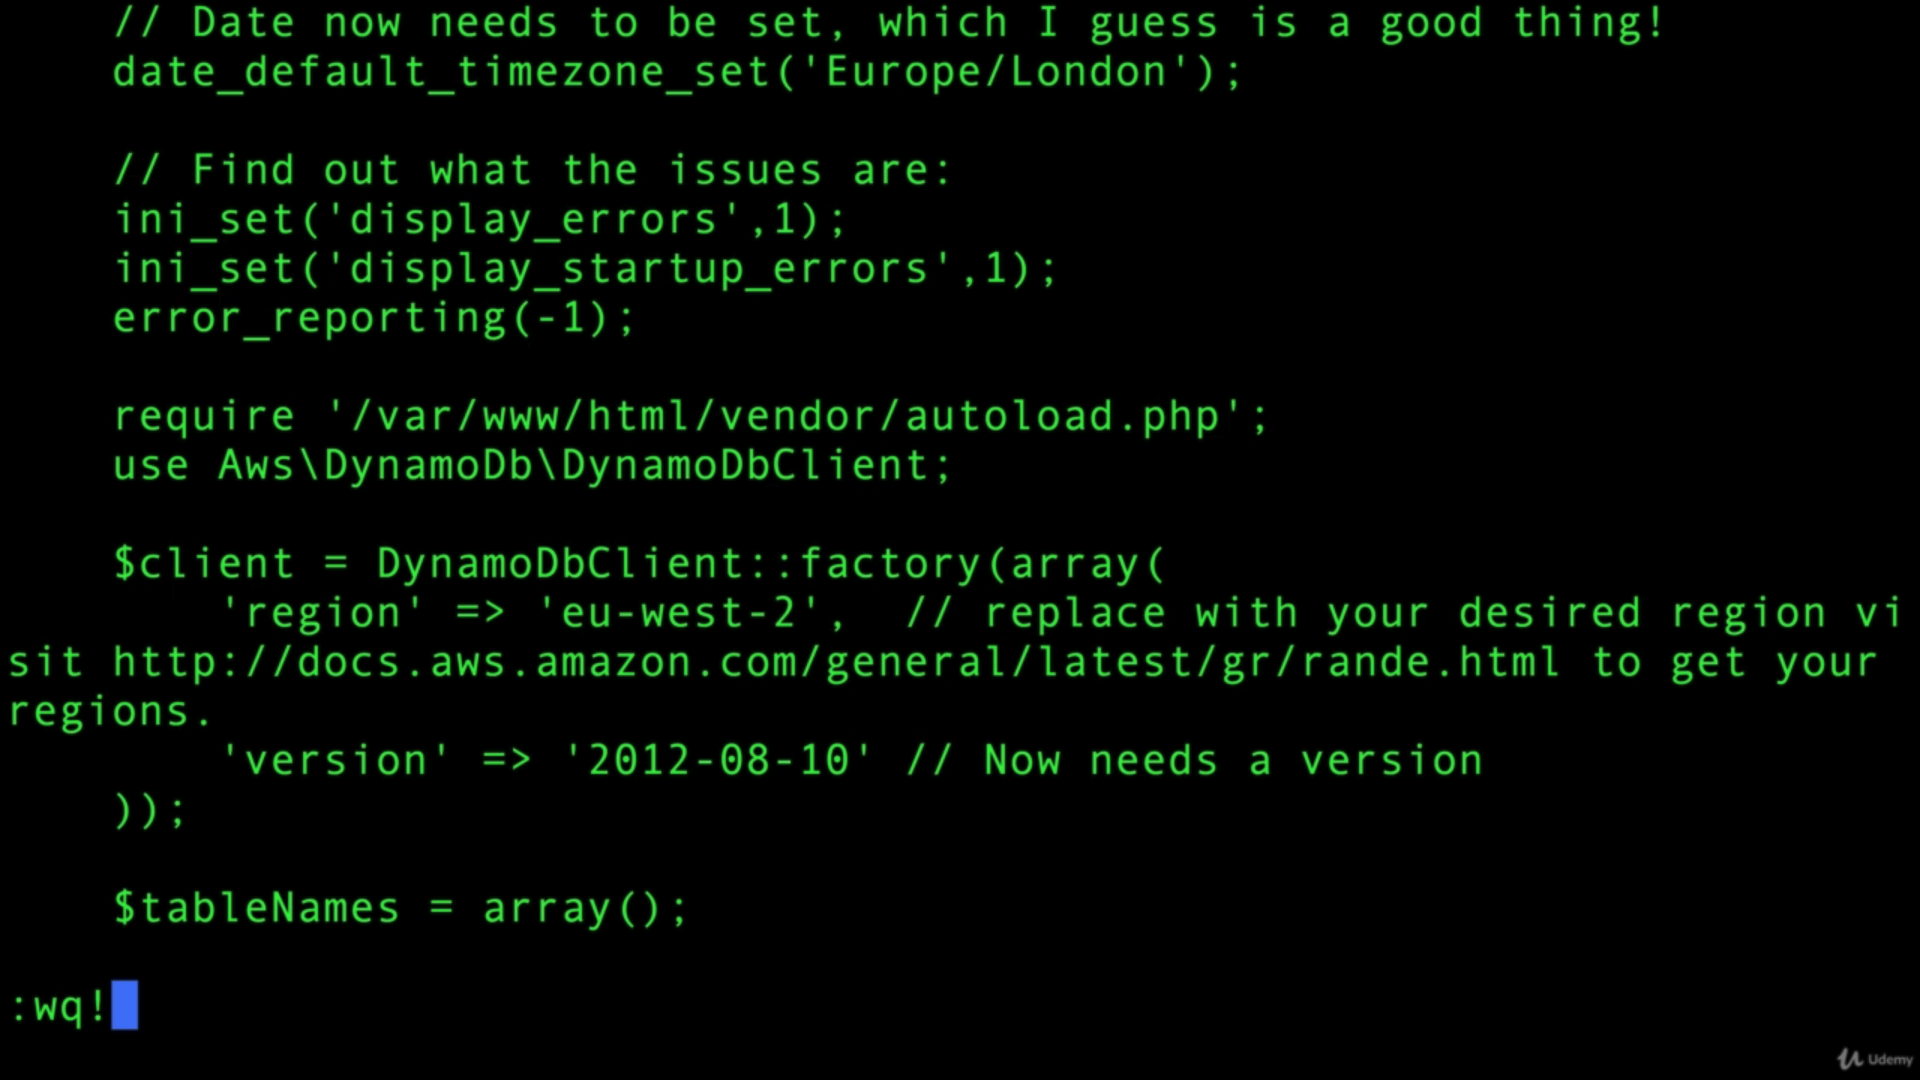 // Date now needs to be set, which I guess is a good thing!
date_default_timezone_set('Europe/London');
// Find out what the issues are:
ini_set('display_errors',1);
ini_set('display_startup_errors',1);
error_reporting(-1);
require '/var/www/html/vendor/autoload.php';
use Aws\DynamoDb\DynamoDbClient;
$client = DynamoDbClient::factory(array(
'region' => 'eu-west-2',  // replace with your desired region vi
sit http://docs.aws.amazon.com/general/latest/gr/rande.html to get your
regions.
'version' => '2012-08-10' // Now needs a version
));
$tableNames = array();
:wq!
Udemy